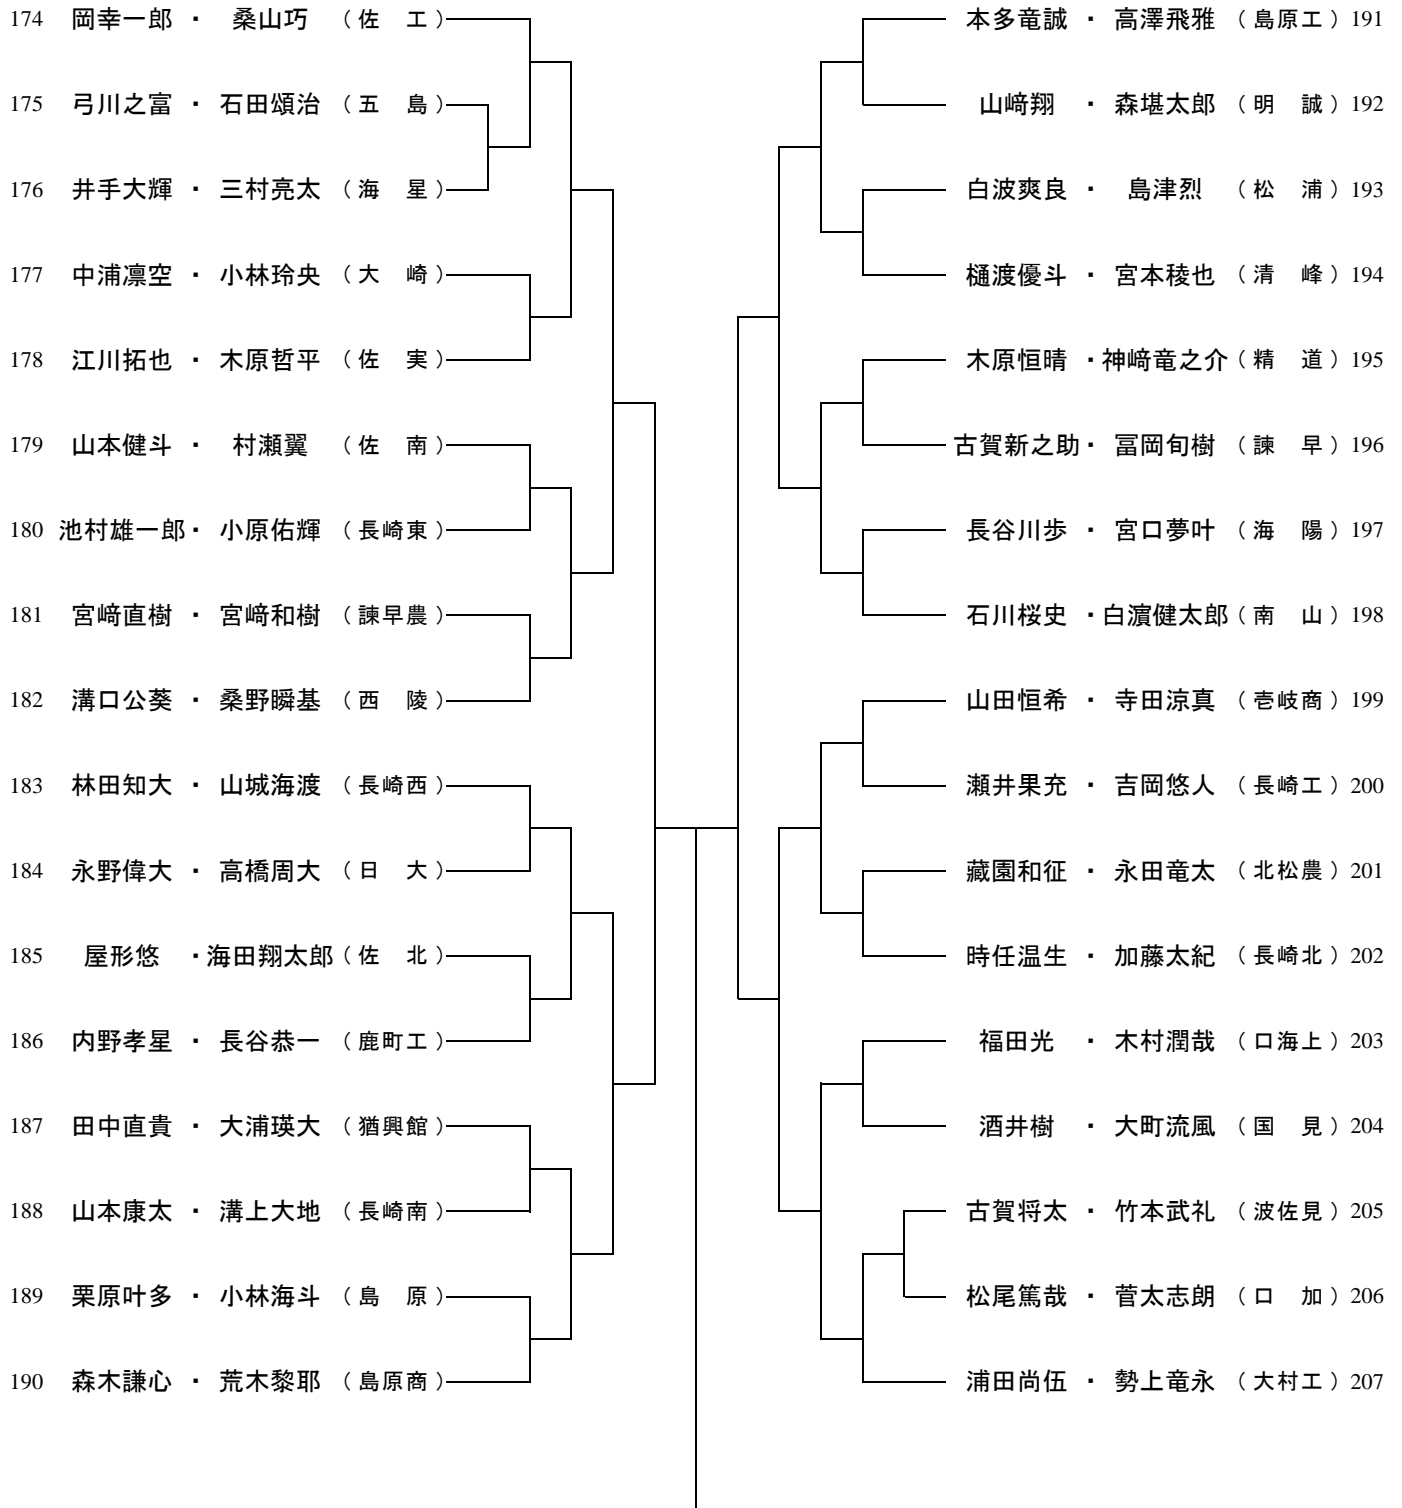 174 岡幸一郎 ・ 桑山巧 （佐　工）
175 弓川之富 ・ 石田頌治 （五　島）
176 井手大輝 ・ 三村亮太 （海　星）
177 中浦凛空 ・ 小林玲央 （大　崎）
178 江川拓也 ・ 木原哲平 （佐　実）
179 山本健斗 ・ 村瀬翼 （佐　南）
180 池村雄一郎 ・ 小原佑輝 （長崎東）
181 宮﨑直樹 ・ 宮﨑和樹 （諫早農）
182 溝口公葵 ・ 桑野瞬基 （西　陵）
183 林田知大 ・ 山城海渡 （長崎西）
184 永野偉大 ・ 高橋周大 （日　大）
185 屋形悠 ・ 海田翔太郎 （佐　北）
186 内野孝星 ・ 長谷恭一 （鹿町工）
187 田中直貴 ・ 大浦瑛大 （猶興館）
188 山本康太 ・ 溝上大地 （長崎南）
189 栗原叶多 ・ 小林海斗 （島　原）
190 森木謙心 ・ 荒木黎耶 （島原商）
本多竜誠 ・ 高澤飛雅 （島原工） 191
山﨑翔 ・ 森堪太郎 （明　誠） 192
白波爽良 ・ 島津烈 （松　浦） 193
樋渡優斗 ・ 宮本稜也 （清　峰） 194
木原恒晴 ・ 神﨑竜之介 （精　道） 195
古賀新之助 ・ 冨岡旬樹 （諫　早） 196
長谷川歩 ・ 宮口夢叶 （海　陽） 197
石川桜史 ・ 白濵健太郎 （南　山） 198
山田恒希 ・ 寺田涼真 （壱岐商） 199
瀬井果充 ・ 吉岡悠人 （長崎工） 200
藏園和征 ・ 永田竜太 （北松農） 201
時任温生 ・ 加藤太紀 （長崎北） 202
福田光 ・ 木村潤哉 （口海上） 203
酒井樹 ・ 大町流風 （国　見） 204
古賀将太 ・ 竹本武礼 （波佐見） 205
松尾篤哉 ・ 菅太志朗 （口　加） 206
浦田尚伍 ・ 勢上竜永 （大村工） 207